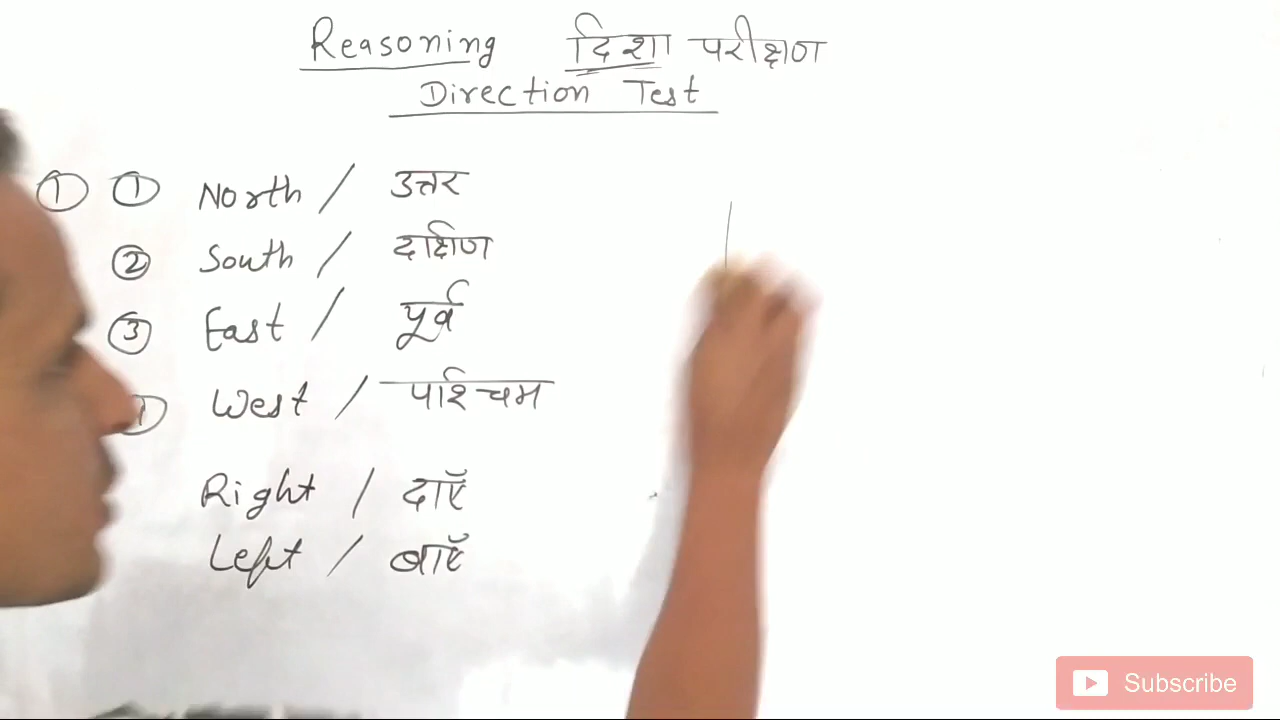 Reasoning दिशा परीक्षण
Direction Test
① ① North / उत्तर
② South / दक्षिण
③ East / पूर्व
West / पश्चिम
Right / दाएँ
Left / बाएँ
Subscribe